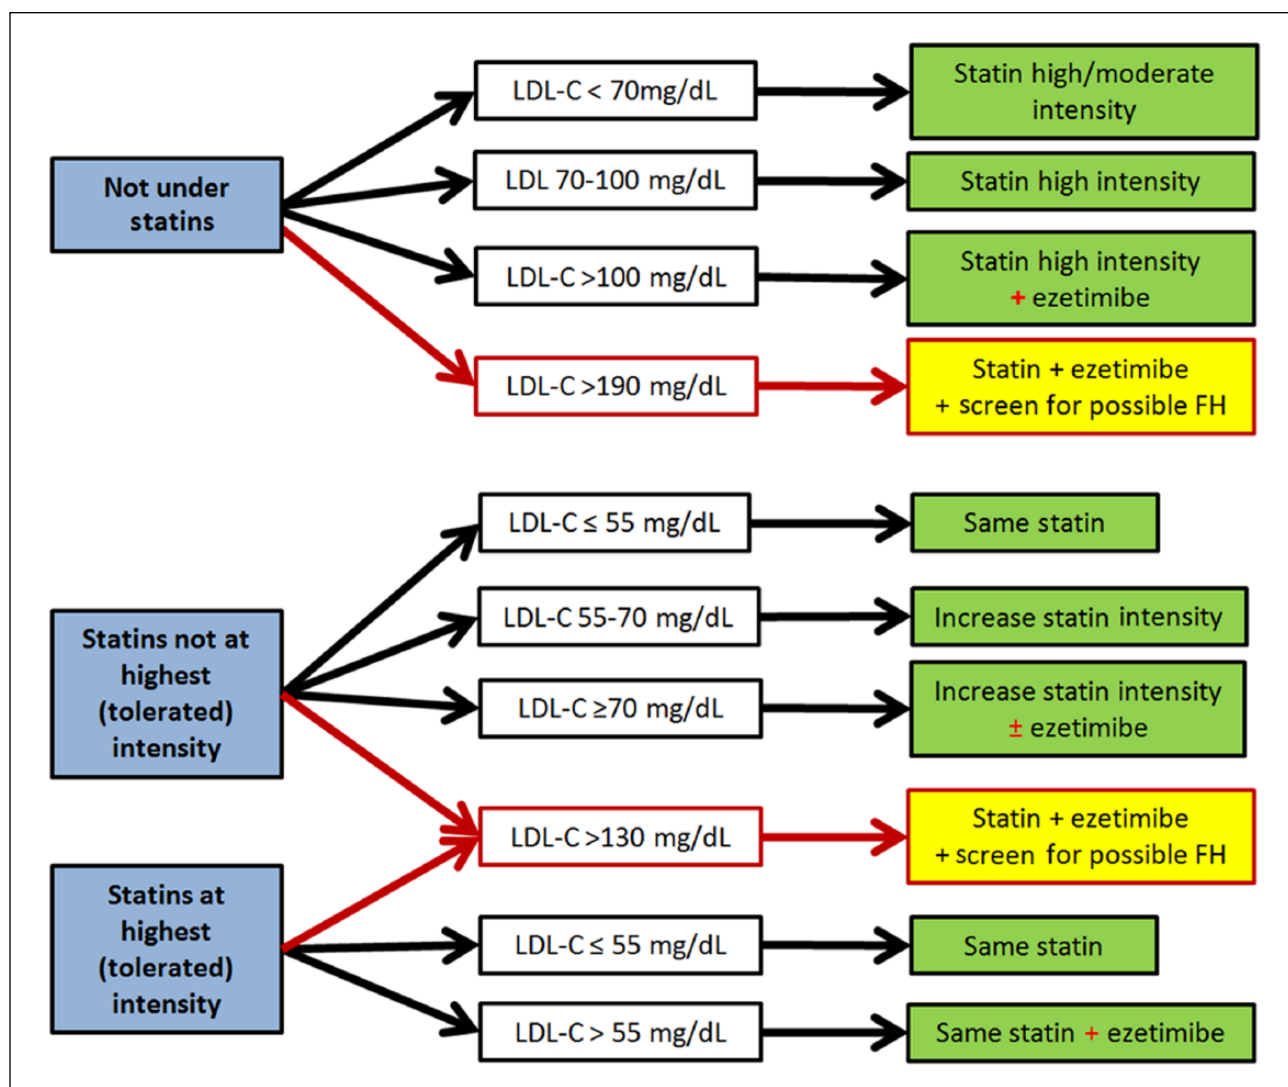 Not under
statins
LDL-C < 70mg/dL
Statin high/moderate
intensity
LDL 70-100 mg/dL
Statin high intensity
LDL-C >100 mg/dL
Statin high intensity
+ ezetimibe
LDL-C >190 mg/dL
Statin + ezetimibe
+ screen for possible FH
Statins not at
highest
(tolerated)
intensity
LDL-C ≤ 55 mg/dL
Same statin
LDL-C 55-70 mg/dL
Increase statin intensity
LDL-C ≥70 mg/dL
Increase statin intensity
± ezetimibe
LDL-C >130 mg/dL
Statin + ezetimibe
+ screen for possible FH
Statins at
highest
(tolerated)
intensity
LDL-C ≤ 55 mg/dL
Same statin
LDL-C > 55 mg/dL
Same statin + ezetimibe